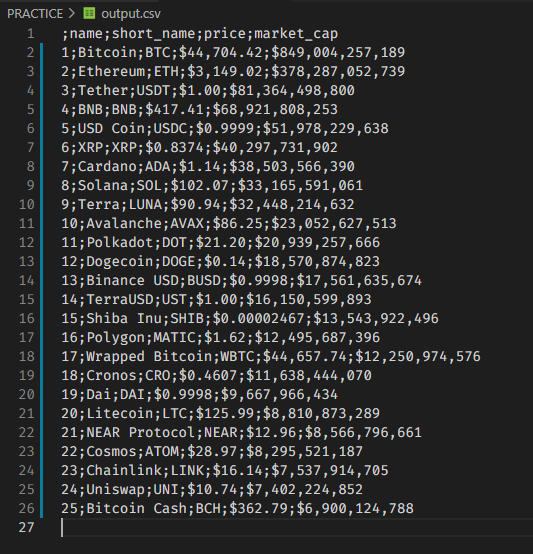 PRACTICE > output.csv
1 ;name;short_name;price;market_cap
2 1;Bitcoin;BTC;$44,704.42;$849,004,257,189
3 2;Ethereum;ETH;$3,149.02;$378,287,052,739
4 3;Tether;USDT;$1.00;$81,364,498,800
5 4;BNB;BNB;$417.41;$68,921,808,253
6 5;USD Coin;USDC;$0.9999;$51,978,229,638
7 6;XRP;XRP;$0.8374;$40,297,731,902
8 7;Cardano;ADA;$1.14;$38,503,566,390
9 8;Solana;SOL;$102.07;$33,165,591,061
10 9;Terra;LUNA;$90.94;$32,448,214,632
11 10;Avalanche;AVAX;$86.25;$23,052,627,513
12 11;Polkadot;DOT;$21.20;$20,939,257,666
13 12;Dogecoin;DOGE;$0.14;$18,570,874,823
14 13;Binance USD;BUSD;$0.9998;$17,561,635,674
15 14;TerraUSD;UST;$1.00;$16,150,599,893
16 15;Shiba Inu;SHIB;$0.00002467;$13,543,922,496
17 16;Polygon;MATIC;$1.62;$12,495,687,396
18 17;Wrapped Bitcoin;WBTC;$44,657.74;$12,250,974,576
19 18;Cronos;CRO;$0.4607;$11,638,444,070
20 19;Dai;DAI;$0.9998;$9,667,966,434
21 20;Litecoin;LTC;$125.99;$8,810,873,289
22 21;NEAR Protocol;NEAR;$12.96;$8,566,796,661
23 22;Cosmos;ATOM;$28.97;$8,295,521,187
24 23;Chainlink;LINK;$16.14;$7,537,914,705
25 24;Uniswap;UNI;$10.74;$7,402,224,852
26 25;Bitcoin Cash;BCH;$362.79;$6,900,124,788
27